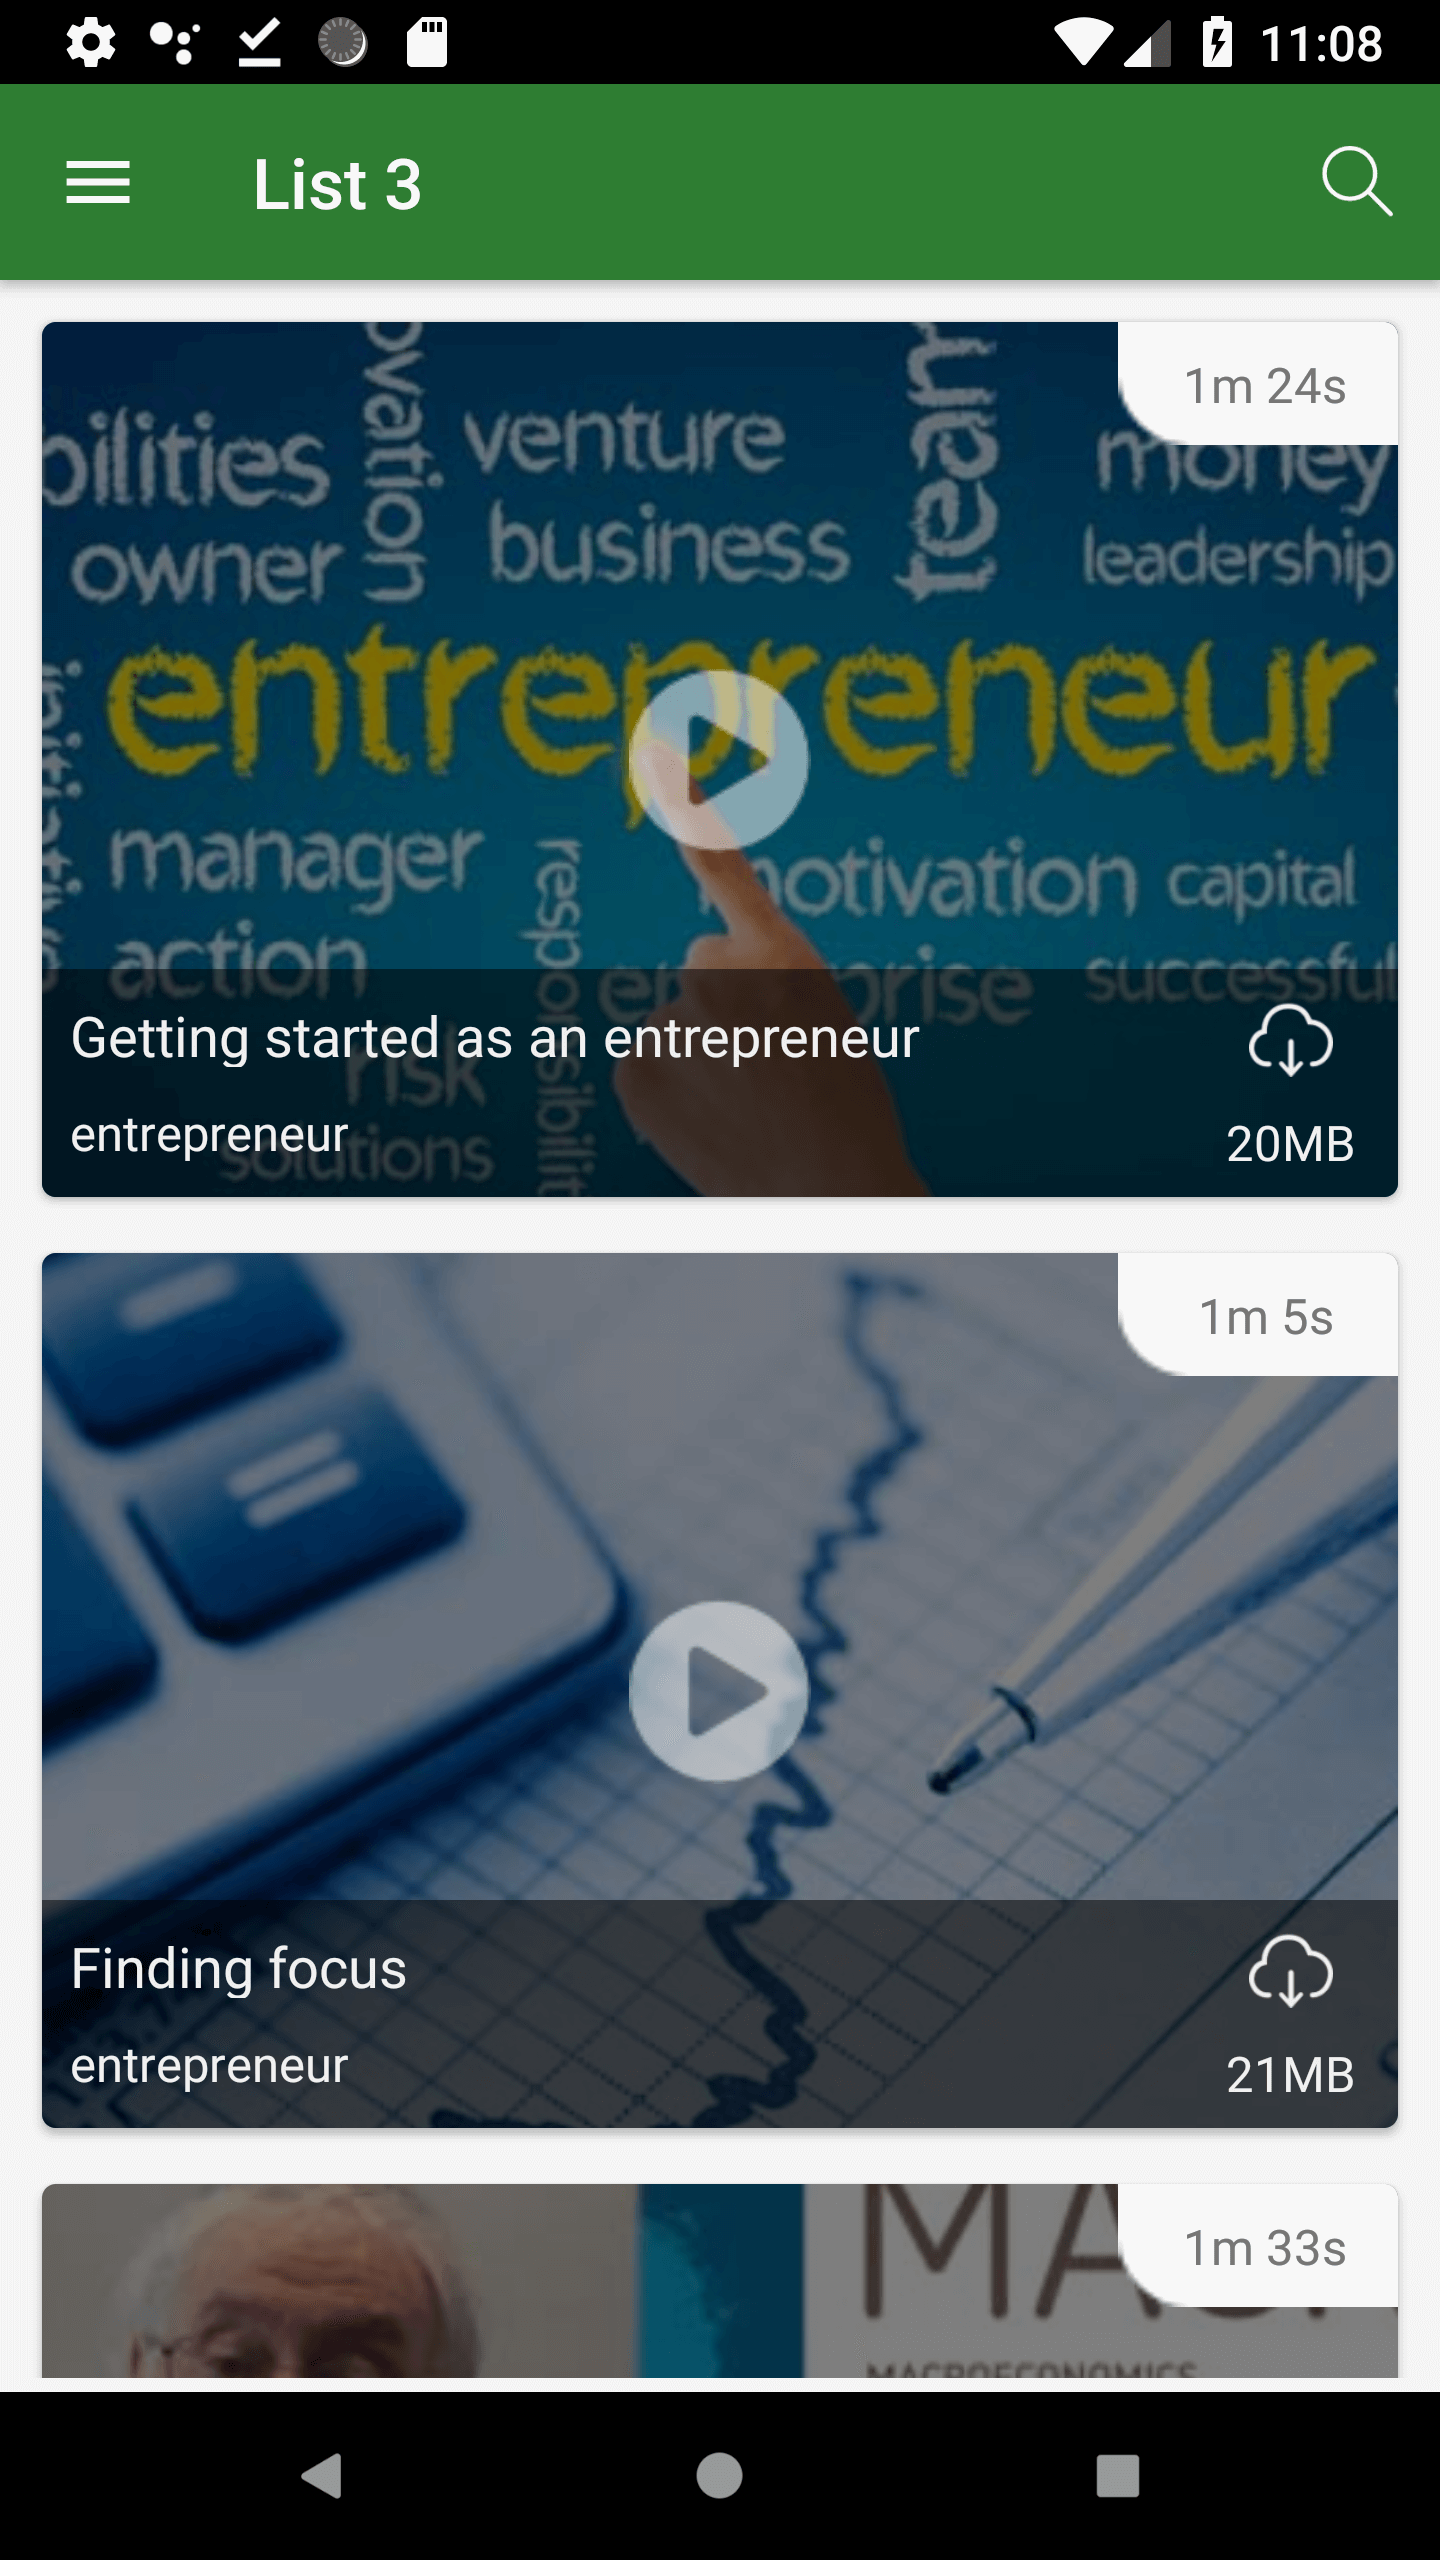 11:08
List 3
1m 24s
bilities
ovation
venture
team
money
owner
business
leadership
entrepreneur
manager
motivation
capital
action
responsibilit
enterprise
successful
Getting started as an entrepreneur
risk
entrepreneur
solutions
20MB
1m 5s
Finding focus
entrepreneur
21MB
1m 33s
MA
MACROECONOMICS